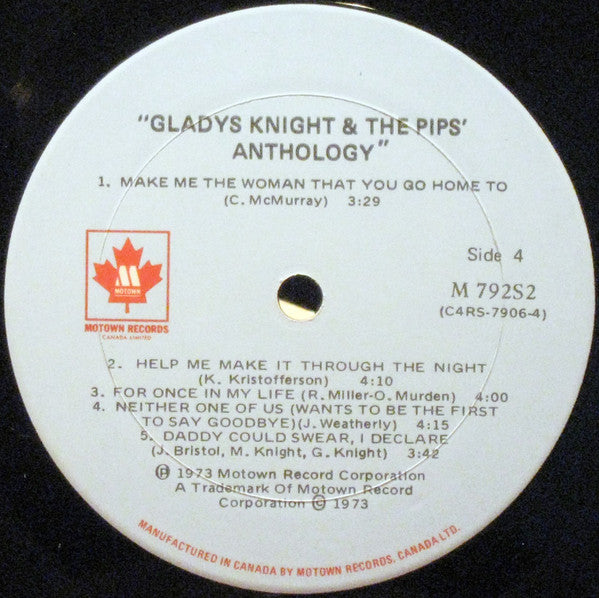 "GLADYS KNIGHT & THE PIPS'
ANTHOLOGY"
1. MAKE ME THE WOMAN THAT YOU GO HOME TO
(C. McMurray) 3:29
M
MOTOWN
MOTOWN RECORDS
CANADA LIMITED
Side 4
M 792S2
(C4RS-7906-4)
2. HELP ME MAKE IT THROUGH THE NIGHT
(K. Kristofferson) 4:10
3. FOR ONCE IN MY LIFE (R. Miller-O. Murden) 4:00
4. NEITHER ONE OF US (WANTS TO BE THE FIRST
TO SAY GOODBYE)(J. Weatherly) 4:15
5. DADDY COULD SWEAR, I DECLARE
(J. Bristol, M. Knight, G. Knight) 3:42
℗ 1973 Motown Record Corporation
A Trademark Of Motown Record
Corporation © 1973
MANUFACTURED IN CANADA BY MOTOWN RECORDS, CANADA LTD.